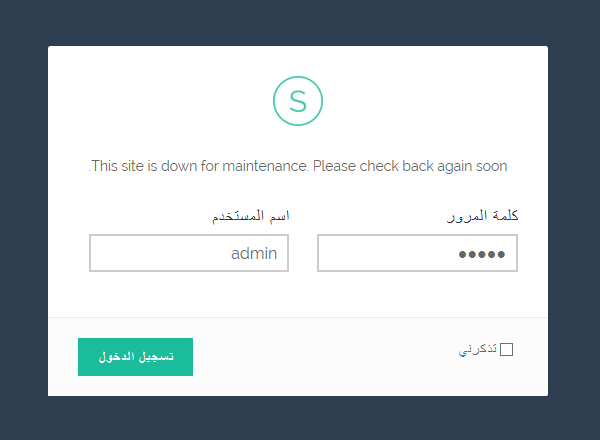 S
.This site is down for maintenance. Please check back again soon
كلمة المرور
اسم المستخدم
•••••
admin
تذكرني
تسجيل الدخول